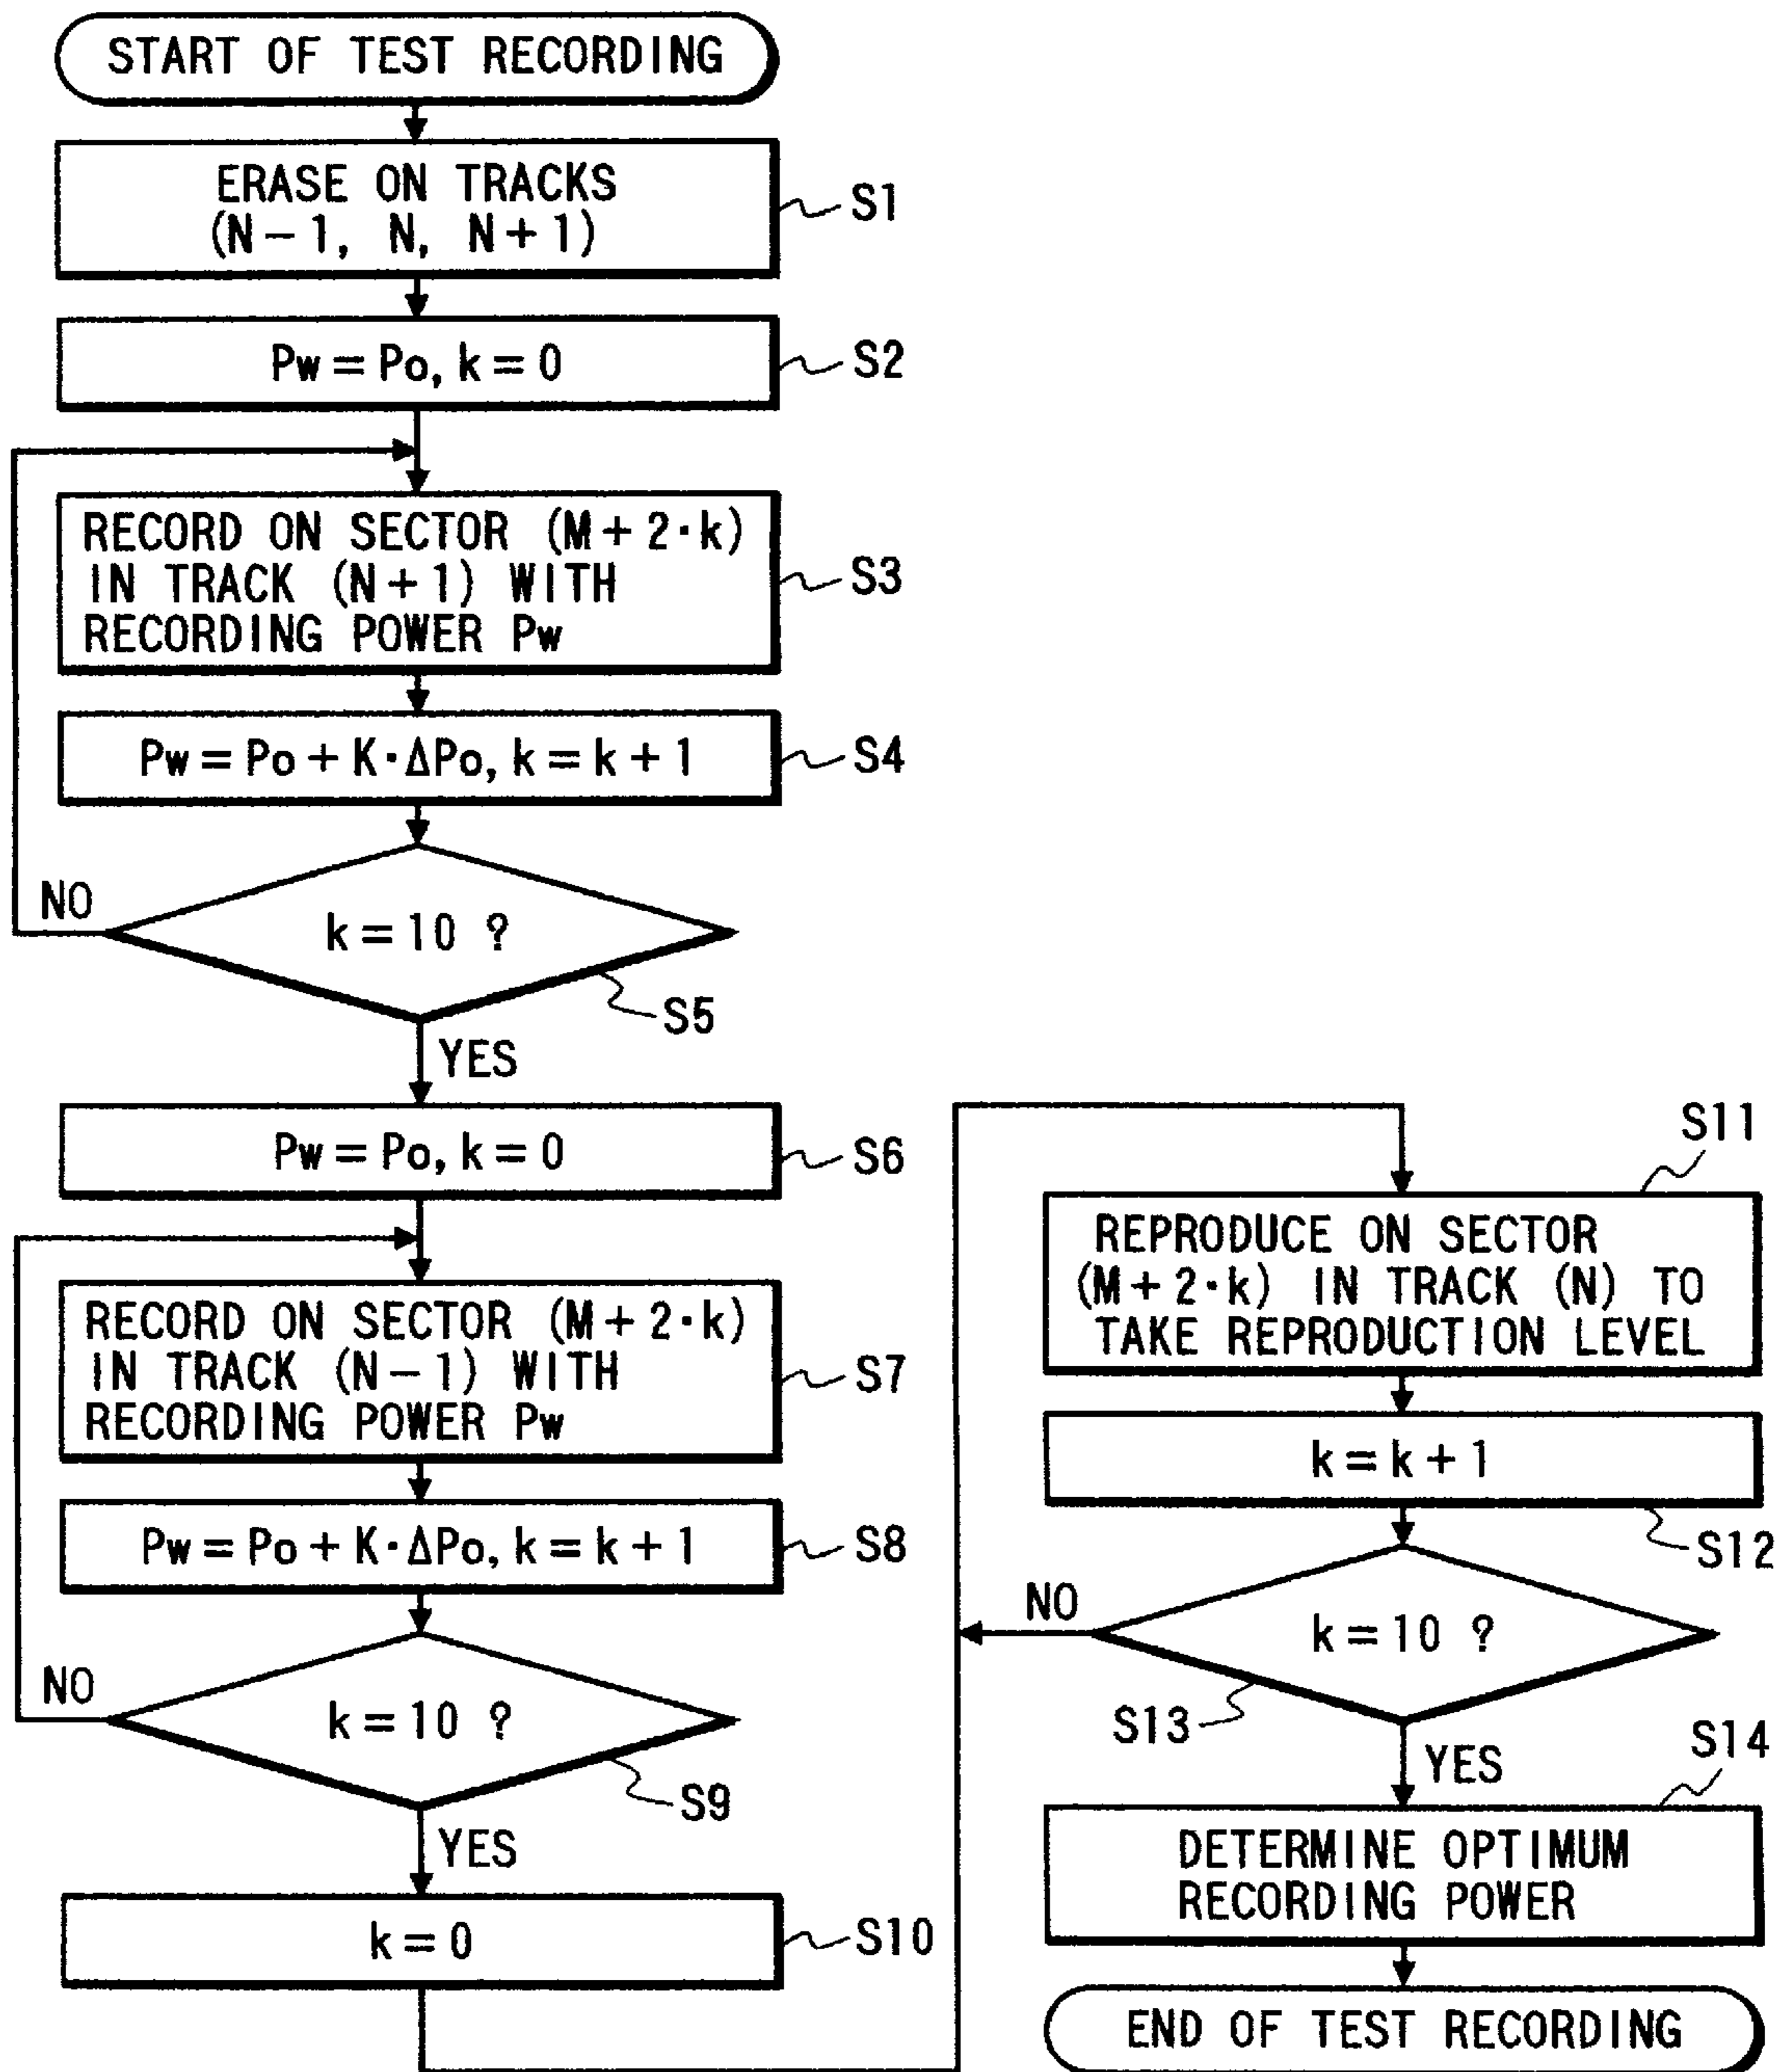 START OF TEST RECORDING
ERASE ON TRACKS
(N−1, N, N+1)
S1
Pw = Po, k = 0
S2
RECORD ON SECTOR (M+2·k)
IN TRACK (N+1) WITH
RECORDING POWER Pw
S3
Pw = Po + K·ΔPo, k = k + 1
S4
NO
k = 10 ?
S5
YES
Pw = Po, k = 0
S6
RECORD ON SECTOR (M+2·k)
IN TRACK (N−1) WITH
RECORDING POWER Pw
S7
Pw = Po + K·ΔPo, k = k + 1
S8
NO
k = 10 ?
S9
YES
k = 0
S10
S11
REPRODUCE ON SECTOR
(M+2·k) IN TRACK (N) TO
TAKE REPRODUCTION LEVEL
k = k + 1
S12
NO
k = 10 ?
S13
YES
S14
DETERMINE OPTIMUM
RECORDING POWER
END OF TEST RECORDING